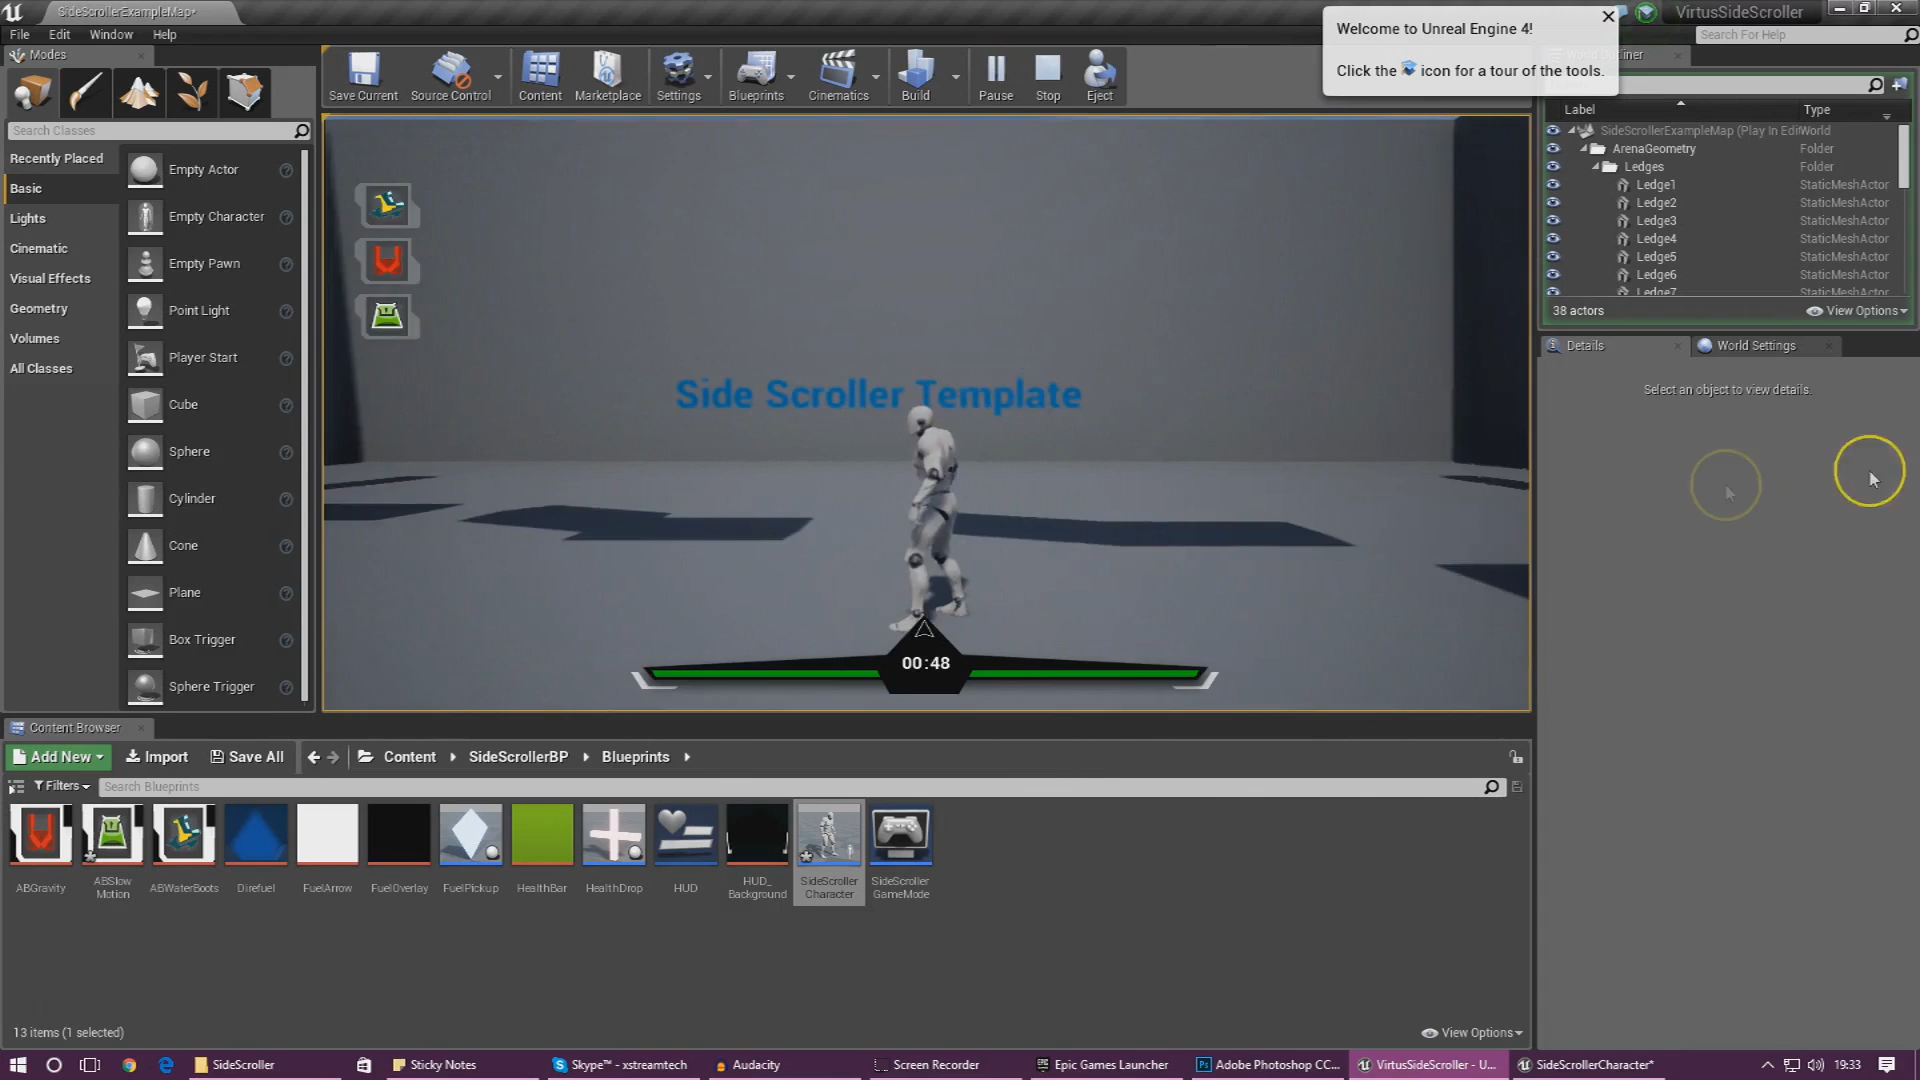 SideScrollerExampleMap*
VirtusSideScroller
File Edit Window Help
Search For Help
Welcome to Unreal Engine 4!
Click the icon for a tour of the tools.
Modes
Search Classes
Recently Placed
Basic
Lights
Cinematic
Visual Effects
Geometry
Volumes
All Classes
Empty Actor
Empty Character
Empty Pawn
Point Light
Player Start
Cube
Sphere
Cylinder
Cone
Plane
Box Trigger
Sphere Trigger
Save Current Source Control Content Marketplace Settings Blueprints Cinematics Build Pause Stop Eject
Side Scroller Template
00:48
World Outliner
Label Type
SideScrollerExampleMap (Play In Edi World
ArenaGeometry Folder
Ledges Folder
Ledge1 StaticMeshActor
Ledge2 StaticMeshActor
Ledge3 StaticMeshActor
Ledge4 StaticMeshActor
Ledge5 StaticMeshActor
Ledge6 StaticMeshActor
Ledge7 StaticMeshActor
38 actors View Options
Details World Settings
Select an object to view details.
Content Browser
Add New Import Save All Content SideScrollerBP Blueprints
Filters Search Blueprints
ABGravity
ABSlow
Motion
ABWaterBoots
Direfuel
FuelArrow
FuelOverlay
FuelPickup
HealthBar
HealthDrop
HUD
HUD_
Background
SideScroller
Character
SideScroller
GameMode
13 items (1 selected) View Options
SideScroller Sticky Notes Skype™ - xstreamtech Audacity Screen Recorder Epic Games Launcher Adobe Photoshop CC... VirtusSideScroller - U... SideScrollerCharacter* 19:33